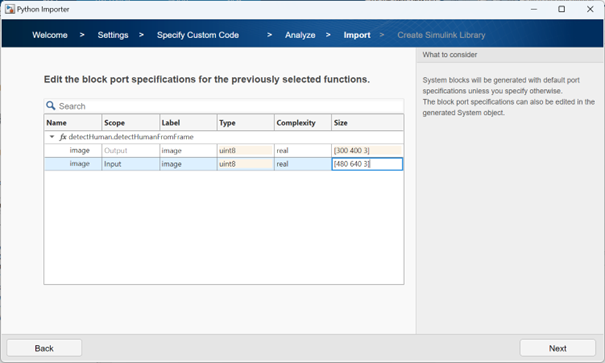 Python Importer
Welcome > Settings > Specify Custom Code > Analyze > Import > Create Simulink Library
What to consider
System blocks will be generated with default port
specifications unless you specify otherwise.
The block port specifications can also be edited in the
generated System object.
Edit the block port specifications for the previously selected functions.
Search
Name Scope Label Type Complexity Size
fx detectHuman.detectHumanFromFrame
image Output image uint8 real [300 400 3]
image Input image uint8 real [480 640 3]
Back Next